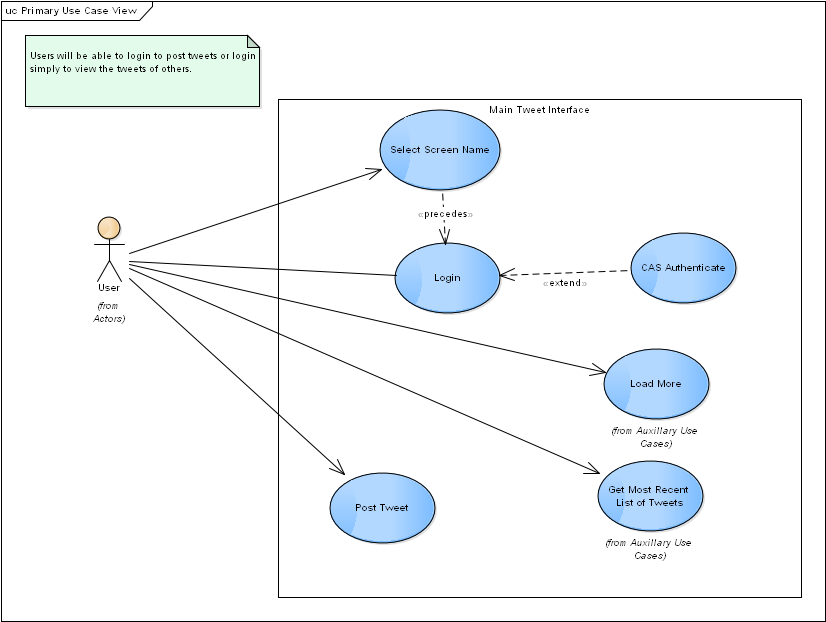 uc Primary Use Case View
Users will be able to login to post tweets or login
simply to view the tweets of others.
Main Tweet Interface
Select Screen Name
«precedes»
User
(from
Actors)
Login
CAS Authenticate
«extend»
Load More
(from Auxillary Use
Cases)
Post Tweet
Get Most Recent
List of Tweets
(from Auxillary Use
Cases)